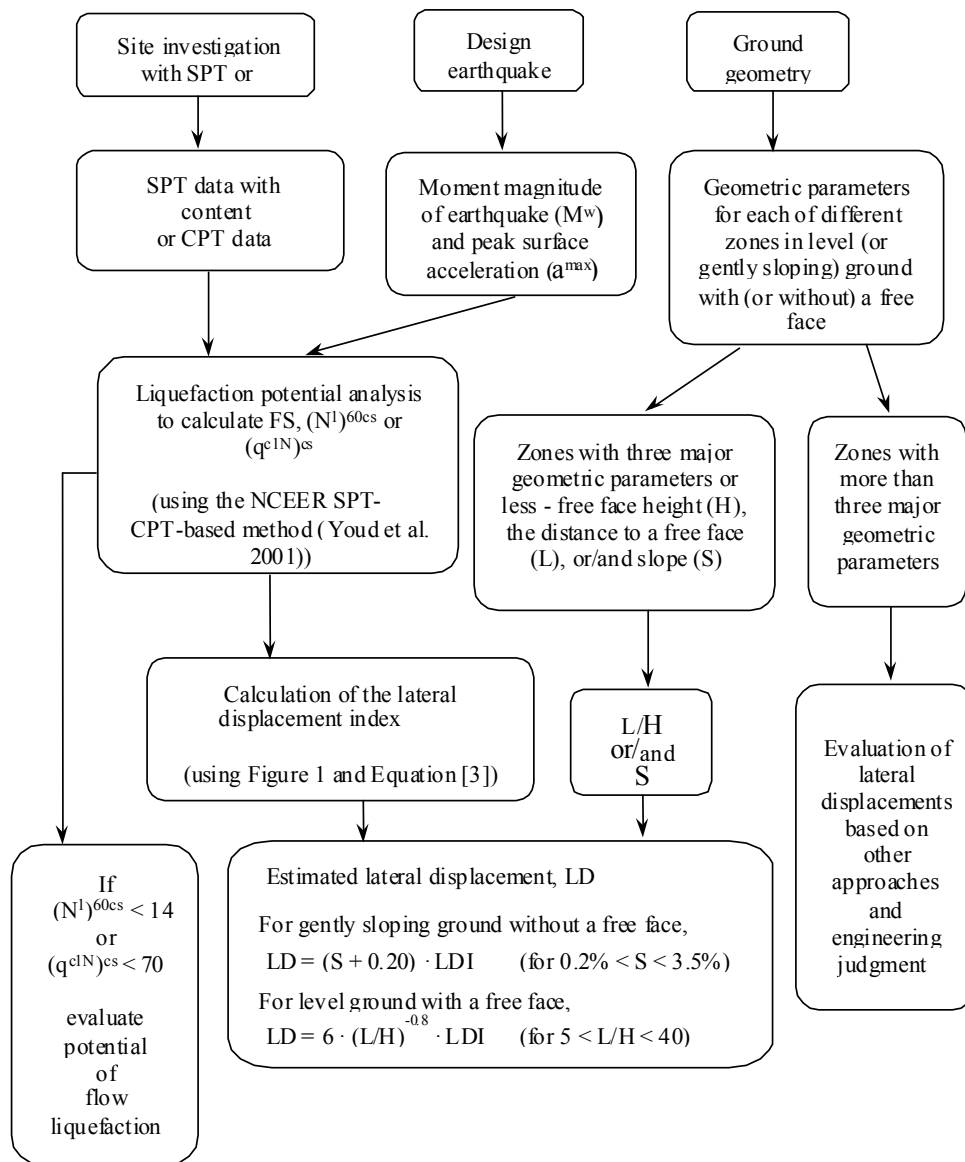 Site investigation
with SPT or
Design
earthquake
Ground
geometry
SPT data with
content
or CPT data
Moment magnitude
of earthquake (Mʷ)
and peak surface
acceleration (aᵐᵃˣ)
Geometric parameters
for each of different
zones in level (or
gently sloping) ground
with (or without) a free
face
Liquefaction potential analysis
to calculate FS, (N¹)⁶⁰ᶜˢ or
(qᶜ¹ᴺ)ᶜˢ
(using the NCEER SPT-
CPT-based method (Youd et al.
2001))
Zones with three major
geometric parameters or
less - free face height (H),
the distance to a free face
(L), or/and slope (S)
Zones with
more than
three major
geometric
parameters
Calculation of the lateral
displacement index
(using Figure 1 and Equation [3])
L/H
or/and
S
Evaluation of
lateral
displacements
based on
other
approaches
and
engineering
judgment
If
(N¹)⁶⁰ᶜˢ < 14
or
(qᶜ¹ᴺ)ᶜˢ < 70
evaluate
potential
of
flow
liquefaction
Estimated lateral displacement, LD
For gently sloping ground without a free face,
LD = (S + 0.20) · LDI (for 0.2% < S < 3.5%)
For level ground with a free face,
LD = 6 · (L/H)⁻⁰·⁸ · LDI (for 5 < L/H < 40)